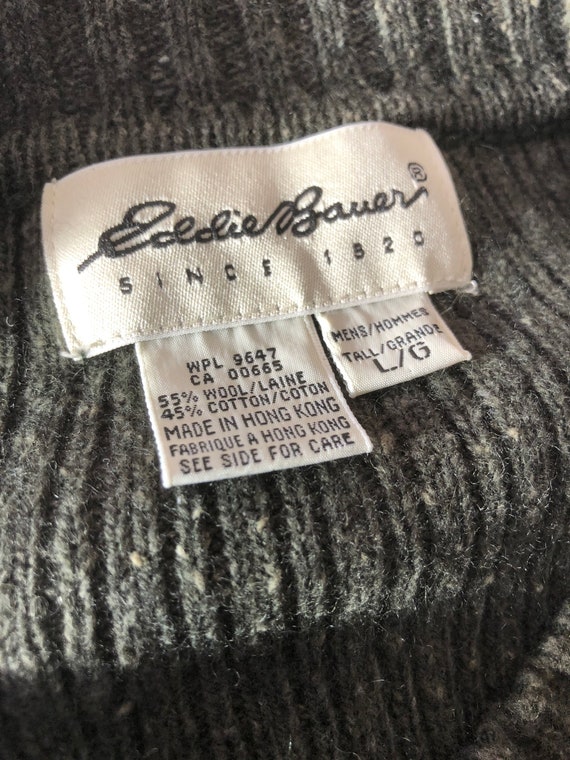 Eddie Bauer®
SINCE 1920
WPL 9647
CA 00665
55% WOOL/LAINE
45% COTTON/COTON
MADE IN HONG KONG
FABRIQUE A HONG KONG
SEE SIDE FOR CARE
MENS/HOMMES
TALL/GRANDE
L/G